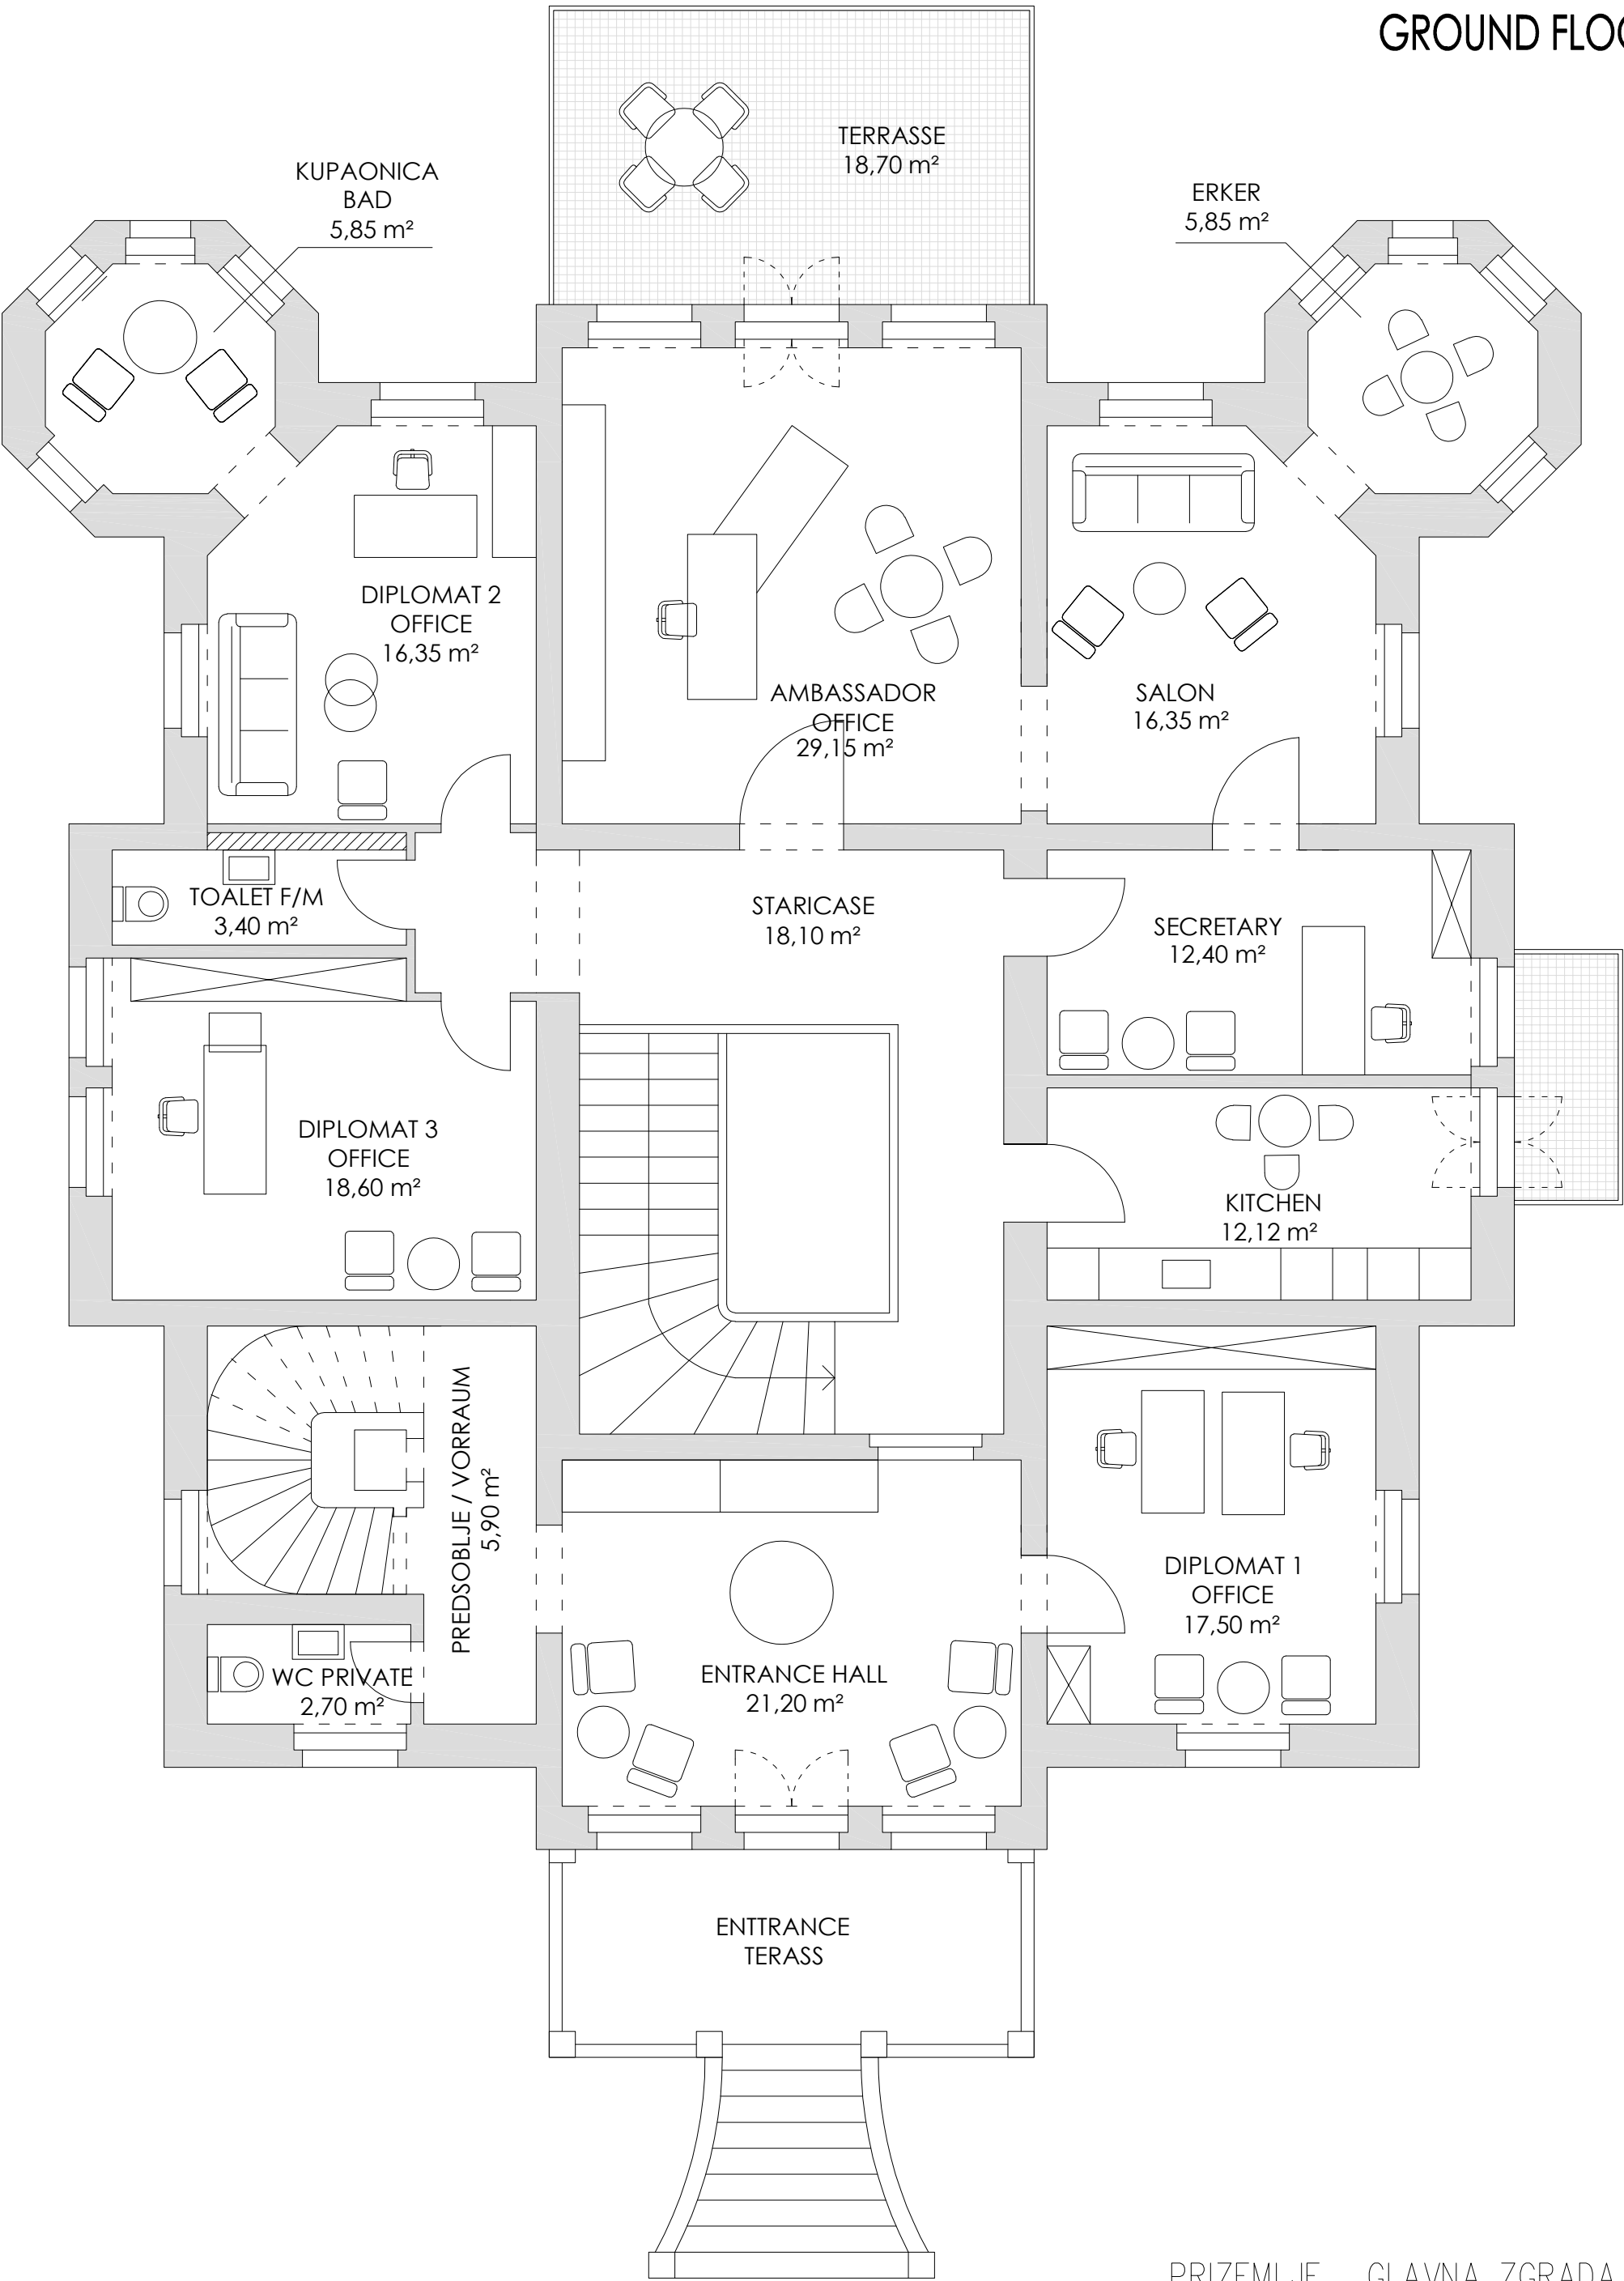 GROUND FLOO
TERRASSE
18,70 m²
KUPAONICA
BAD
5,85 m²
ERKER
5,85 m²
DIPLOMAT 2
OFFICE
16,35 m²
AMBASSADOR
OFFICE
29,15 m²
SALON
16,35 m²
TOALET F/M
3,40 m²
STARICASE
18,10 m²
SECRETARY
12,40 m²
DIPLOMAT 3
OFFICE
18,60 m²
KITCHEN
12,12 m²
PREDSOBLJE / VORRAUM
5,90 m²
DIPLOMAT 1
OFFICE
17,50 m²
WC PRIVATE
2,70 m²
ENTRANCE HALL
21,20 m²
ENTTRANCE
TERASS
PRIZEMLJE GLAVNA ZGRADA